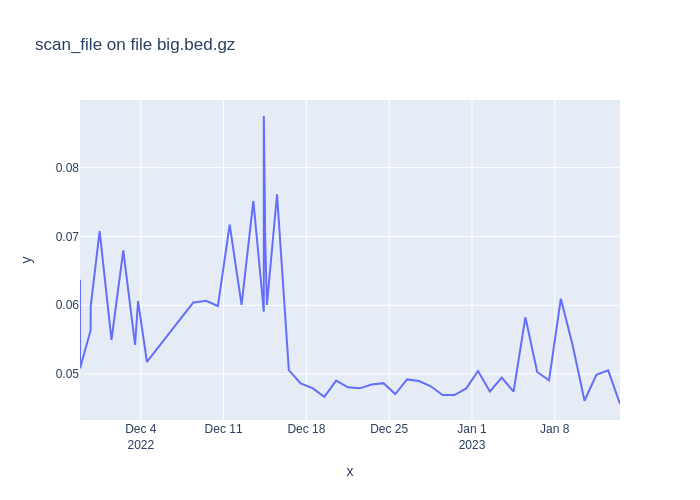 scan_file on file big.bed.gz
0.08
0.07
0.06
0.05
y
Dec 4
2022
Dec 11
Dec 18
Dec 25
Jan 1
2023
Jan 8
x